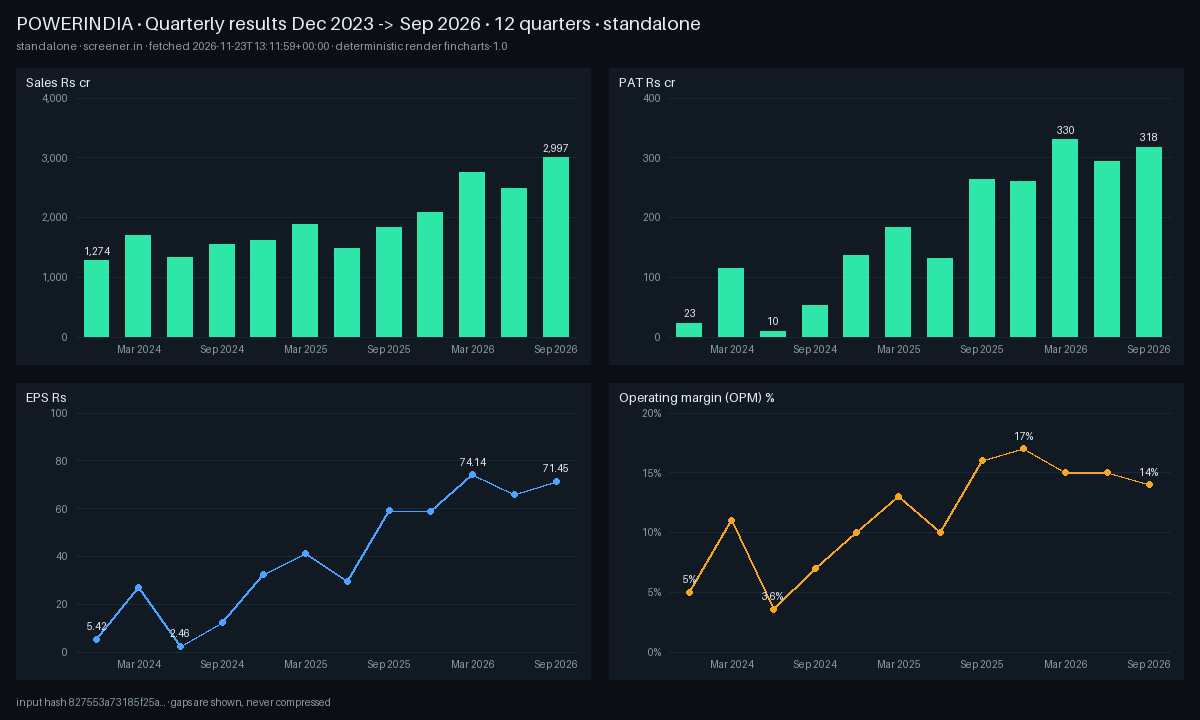 POWERINDIA · Quarterly results Dec 2023 -> Sep 2026 · 12 quarters · standalone
standalone · screener.in · fetched 2026-11-23T13:11:59+00:00 · deterministic render fincharts-1.0
Sales Rs cr
4,000
3,000
2,000
1,000
0
1,274
2,997
Mar 2024
Sep 2024
Mar 2025
Sep 2025
Mar 2026
Sep 2026
PAT Rs cr
400
300
200
100
0
23
10
330
318
Mar 2024
Sep 2024
Mar 2025
Sep 2025
Mar 2026
Sep 2026
EPS Rs
100
80
60
40
20
0
5.42
2.46
74.14
71.45
Mar 2024
Sep 2024
Mar 2025
Sep 2025
Mar 2026
Sep 2026
Operating margin (OPM) %
20%
15%
10%
5%
0%
5%
3.6%
17%
14%
Mar 2024
Sep 2024
Mar 2025
Sep 2025
Mar 2026
Sep 2026
input hash 827553a73185f25a… · gaps are shown, never compressed